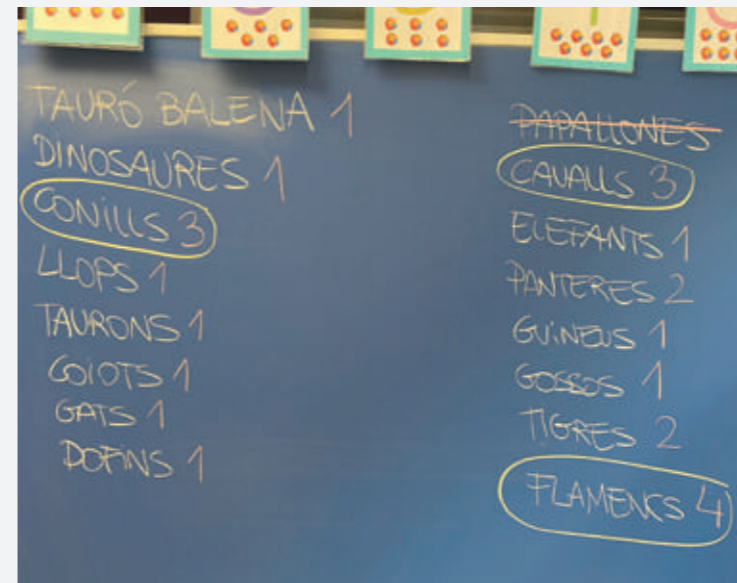 TAURÓ BALENA 1
DINOSAURES 1
CONILLS 3
LLOPS 1
TAURONS 1
COIOTS 1
GATS 1
DOFINS 1
PAPALLONES
CAVALLS 3
ELEFANTS 1
PANTERES 2
GUINEUS 1
GOSSOS 1
TIGRES 2
FLAMENCS 4